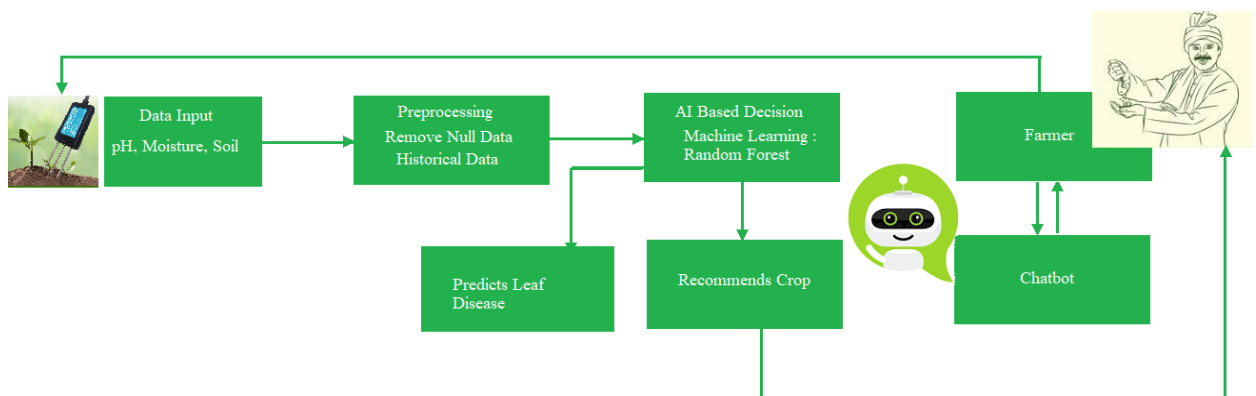 Data Input
pH, Moisture, Soil
Preprocessing
Remove Null Data
Historical Data
AI Based Decision
Machine Learning :
Random Forest
Farmer
Predicts Leaf
Disease
Recommends Crop
Chatbot